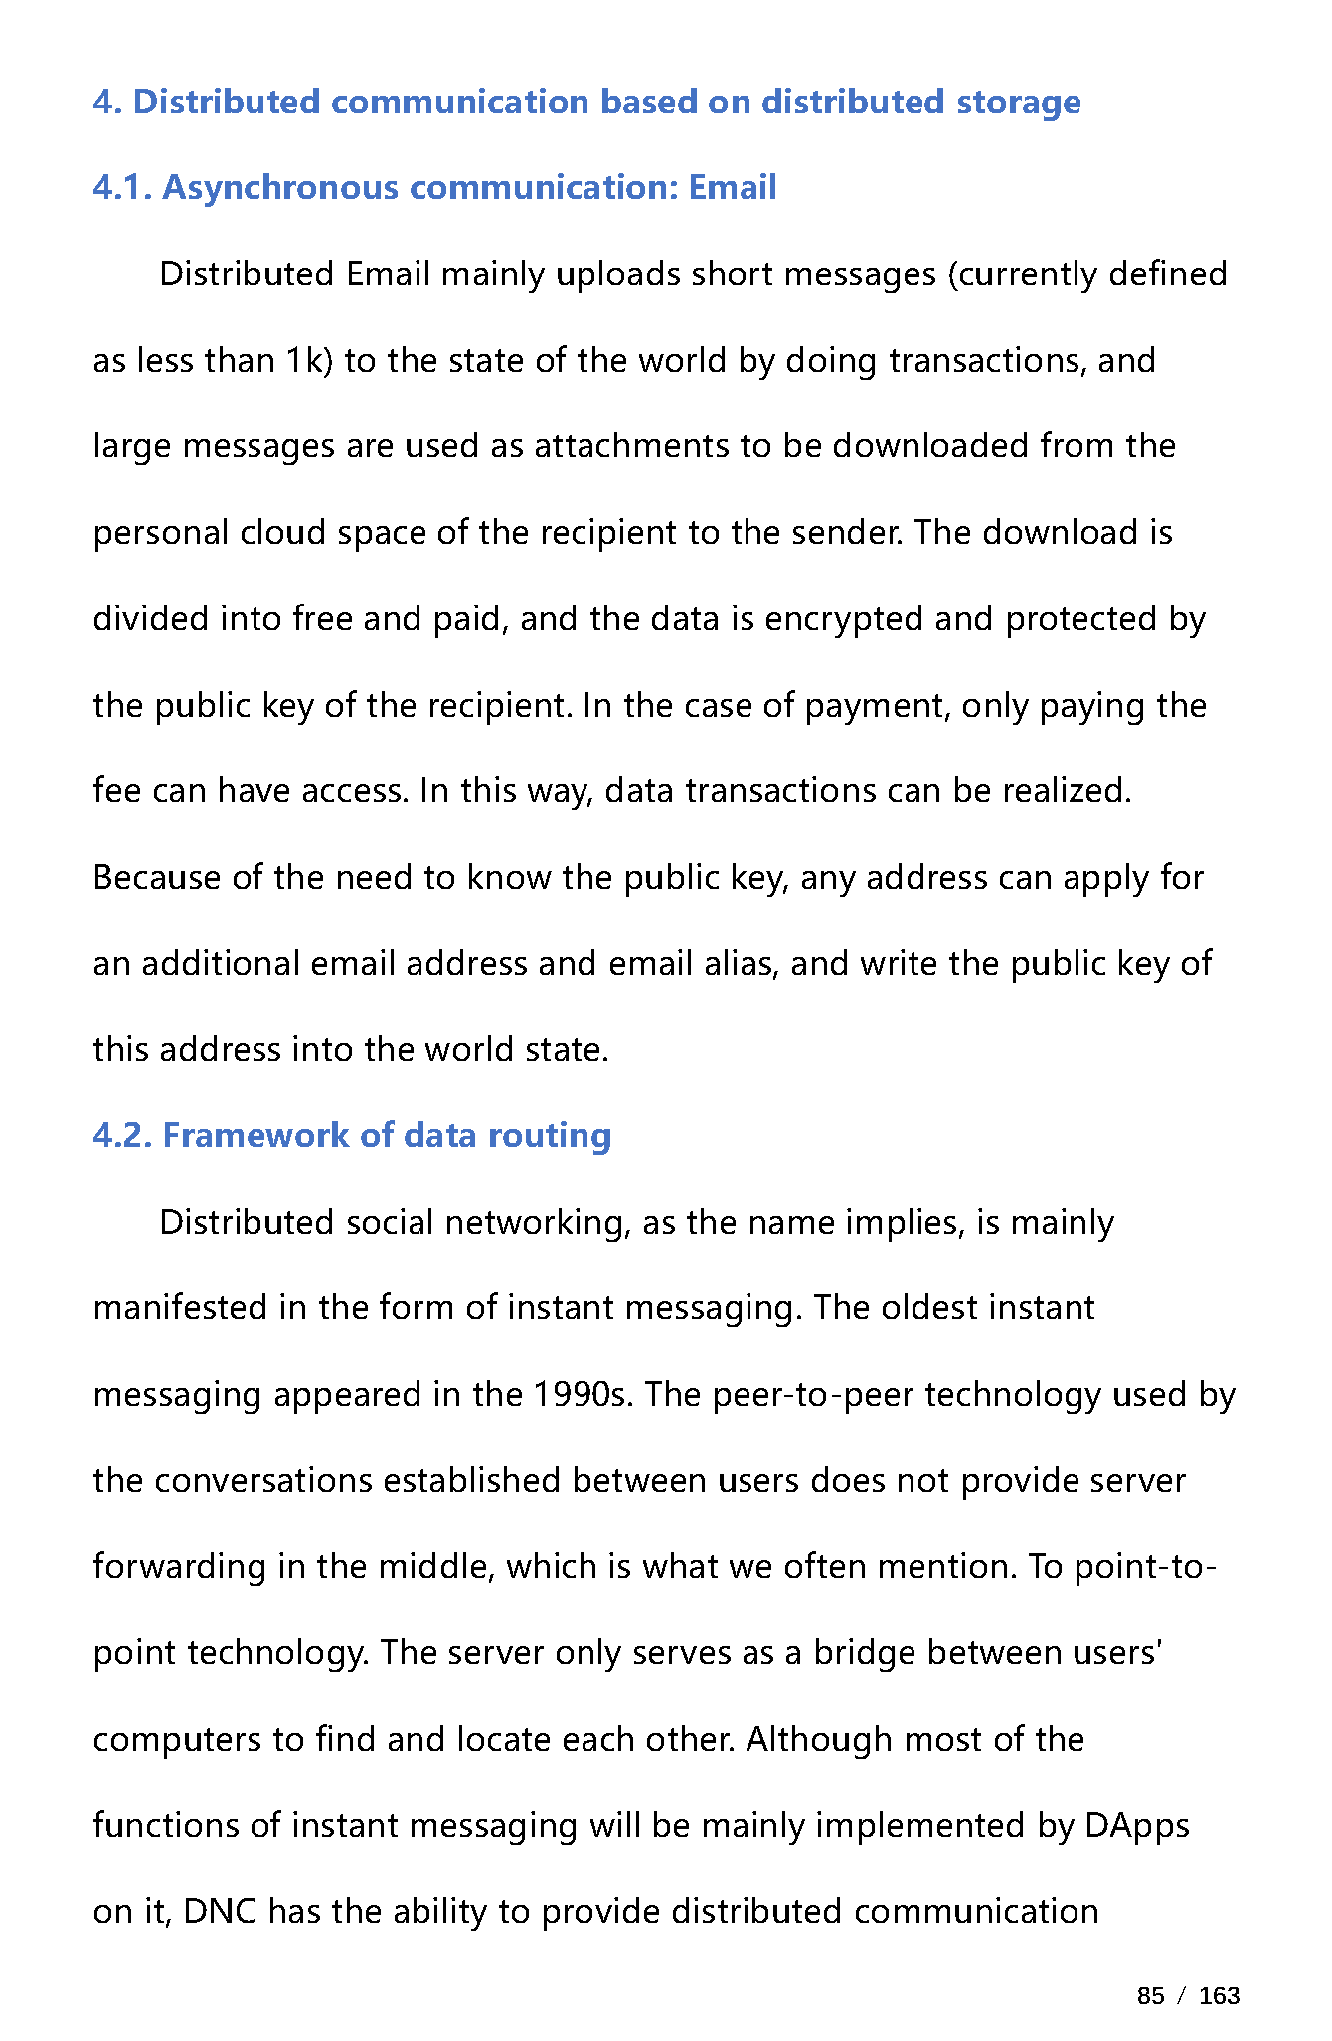 4. Distributed communication based on distributed storage
4.1. Asynchronous communication: Email
Distributed Email mainly uploads short messages (currently defined
as less than 1k) to the state of the world by doing transactions, and
large messages are used as attachments to be downloaded from the
personal cloud space of the recipient to the sender. The download is
divided into free and paid, and the data is encrypted and protected by
the public key of the recipient. In the case of payment, only paying the
fee can have access. In this way, data transactions can be realized.
Because of the need to know the public key, any address can apply for
an additional email address and email alias, and write the public key of
this address into the world state.
4.2. Framework of data routing
Distributed social networking, as the name implies, is mainly
manifested in the form of instant messaging. The oldest instant
messaging appeared in the 1990s. The peer-to-peer technology used by
the conversations established between users does not provide server
forwarding in the middle, which is what we often mention. To point-to-
point technology. The server only serves as a bridge between users'
computers to find and locate each other. Although most of the
functions of instant messaging will be mainly implemented by DApps
on it, DNC has the ability to provide distributed communication
85 / 163